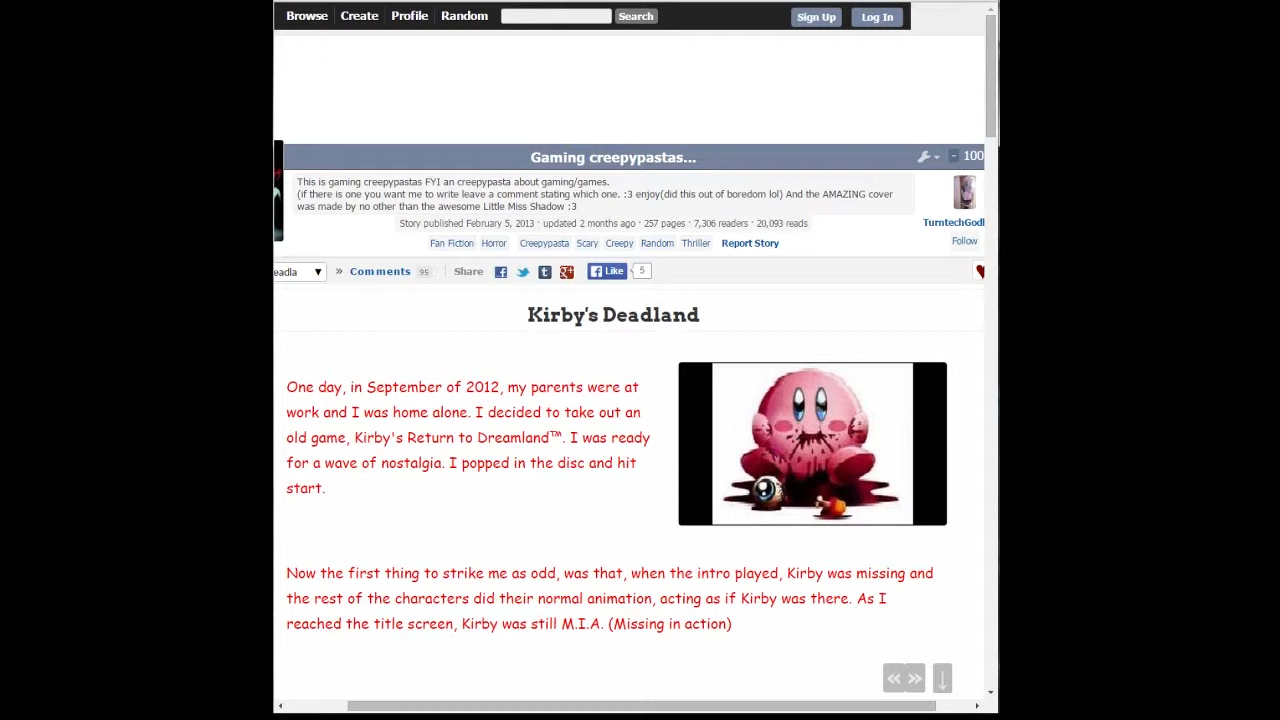 Browse Create Profile Random Search Sign Up Log In
Gaming creepypastas... - 100
This is gaming creepypastas FYI an creepypasta about gaming/games.
(if there is one you want me to write leave a comment stating which one. :3 enjoy(did this out of boredom lol) And the AMAZING cover
was made by no other than the awesome Little Miss Shadow :3
Story published February 5, 2013 · updated 2 months ago · 257 pages · 7,306 readers · 20,093 reads
TurntechGodl
Fan Fiction Horror Creepypasta Scary Creepy Random Thriller Report Story
Follow
eadla ▼ » Comments 95 Share Like 5
Kirby's Deadland
One day, in September of 2012, my parents were at
work and I was home alone. I decided to take out an
old game, Kirby's Return to Dreamland™. I was ready
for a wave of nostalgia. I popped in the disc and hit
start.
Now the first thing to strike me as odd, was that, when the intro played, Kirby was missing and
the rest of the characters did their normal animation, acting as if Kirby was there. As I
reached the title screen, Kirby was still M.I.A. (Missing in action)
« » ↓